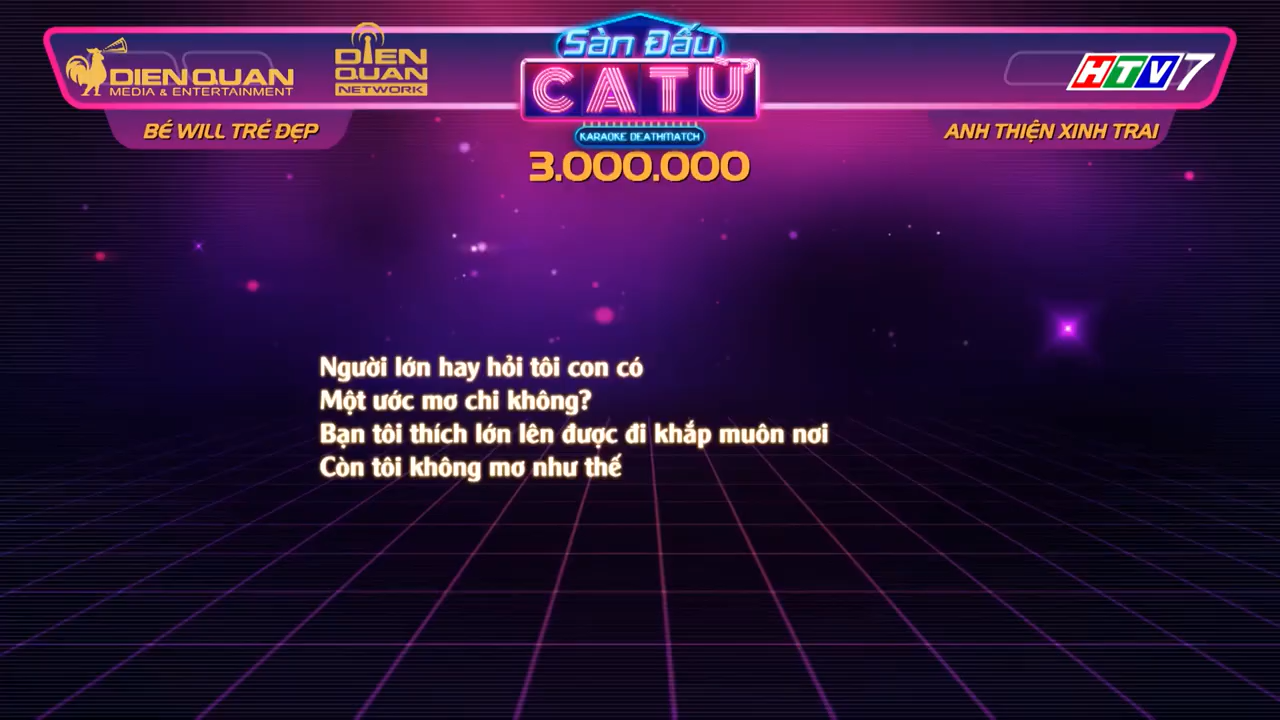 DIEN QUAN
MEDIA & ENTERTAINMENT
DIEN
QUAN
NETWORK
Sàn Đấu
CA TỪ
KARAOKE DEATHMATCH
HTV7
BÉ WILL TRẺ ĐẸP
ANH THIỆN XINH TRAI
3.000.000
Người lớn hay hỏi tôi con có
Một ước mơ chi không?
Bạn tôi thích lớn lên được đi khắp muôn nơi
Còn tôi không mơ như thế